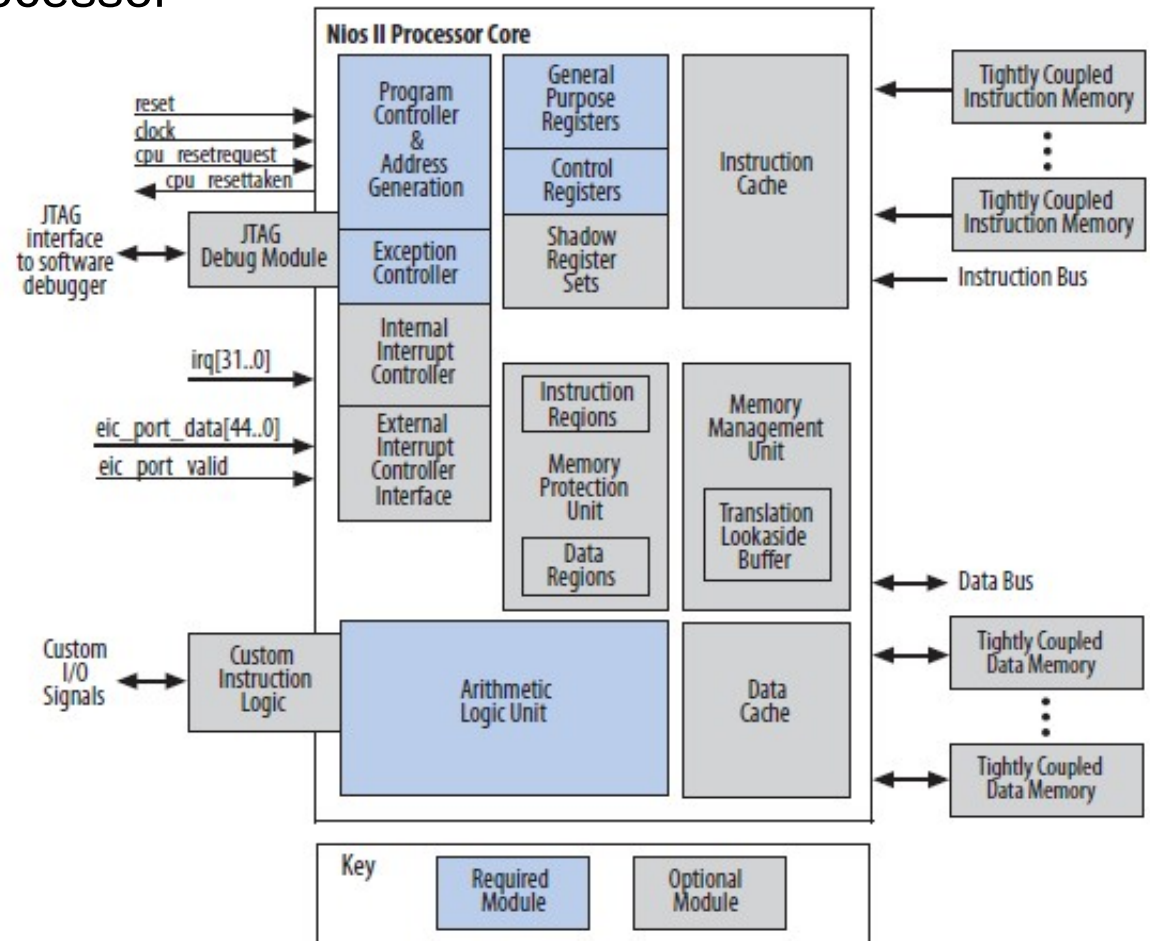 Nios II Processor Core
reset
clock
cpu_resetrequest
cpu_resettaken
JTAG
interface
to software
debugger
JTAG
Debug Module
irq[31..0]
eic_port_data[44..0]
eic_port_valid
Custom
I/O
Signals
Custom
Instruction
Logic
Program
Controller
&
Address
Generation
Exception
Controller
Internal
Interrupt
Controller
External
Interrupt
Controller
Interface
General
Purpose
Registers
Control
Registers
Shadow
Register
Sets
Instruction
Cache
Instruction
Regions
Memory
Protection
Unit
Data
Regions
Memory
Management
Unit
Translation
Lookaside
Buffer
Arithmetic
Logic Unit
Data
Cache
Tightly Coupled
Instruction Memory
Tightly Coupled
Instruction Memory
Instruction Bus
Data Bus
Tightly Coupled
Data Memory
Tightly Coupled
Data Memory
Key
Required
Module
Optional
Module